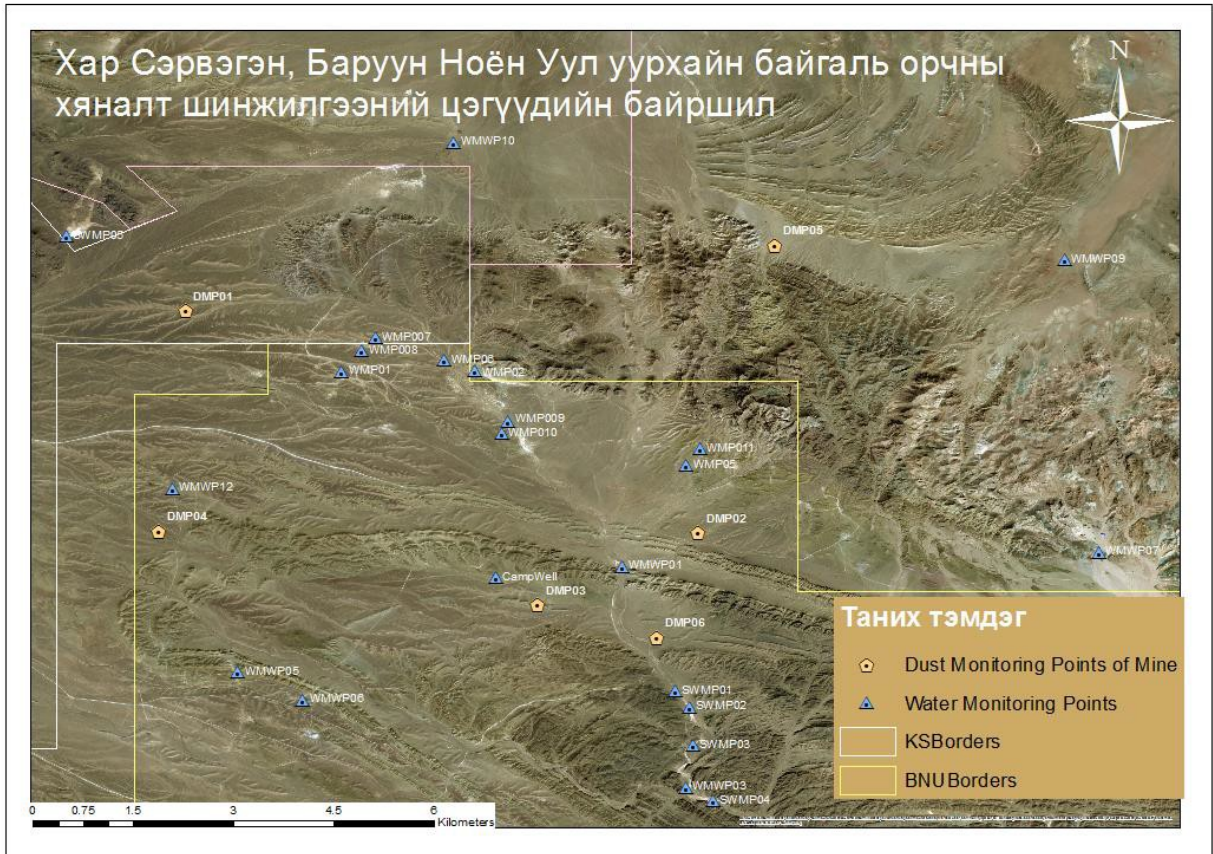 Хар Сэрвэгэн, Баруун Ноён Уул уурхайн байгаль орчны
хяналт шинжилгээний цэгүүдийн байршил
N
WMWP10
SWMP05
DMP05
WMWP09
DMP01
WMP007
WMP008
WMP06
WMP01
WMP02
WMP009
WMP010
WMP011
WMP05
WMWP12
DMP04
DMP02
WMWP07
WMWP01
CampWell
DMP03
DMP06
WMWP05
WMWP06
SWMP01
SWMP02
SWMP03
WMWP03
SWMP04
Таних тэмдэг
Dust Monitoring Points of Mine
Water Monitoring Points
KSBorders
BNUBorders
0 0.75 1.5 3 4.5 6
Kilometers